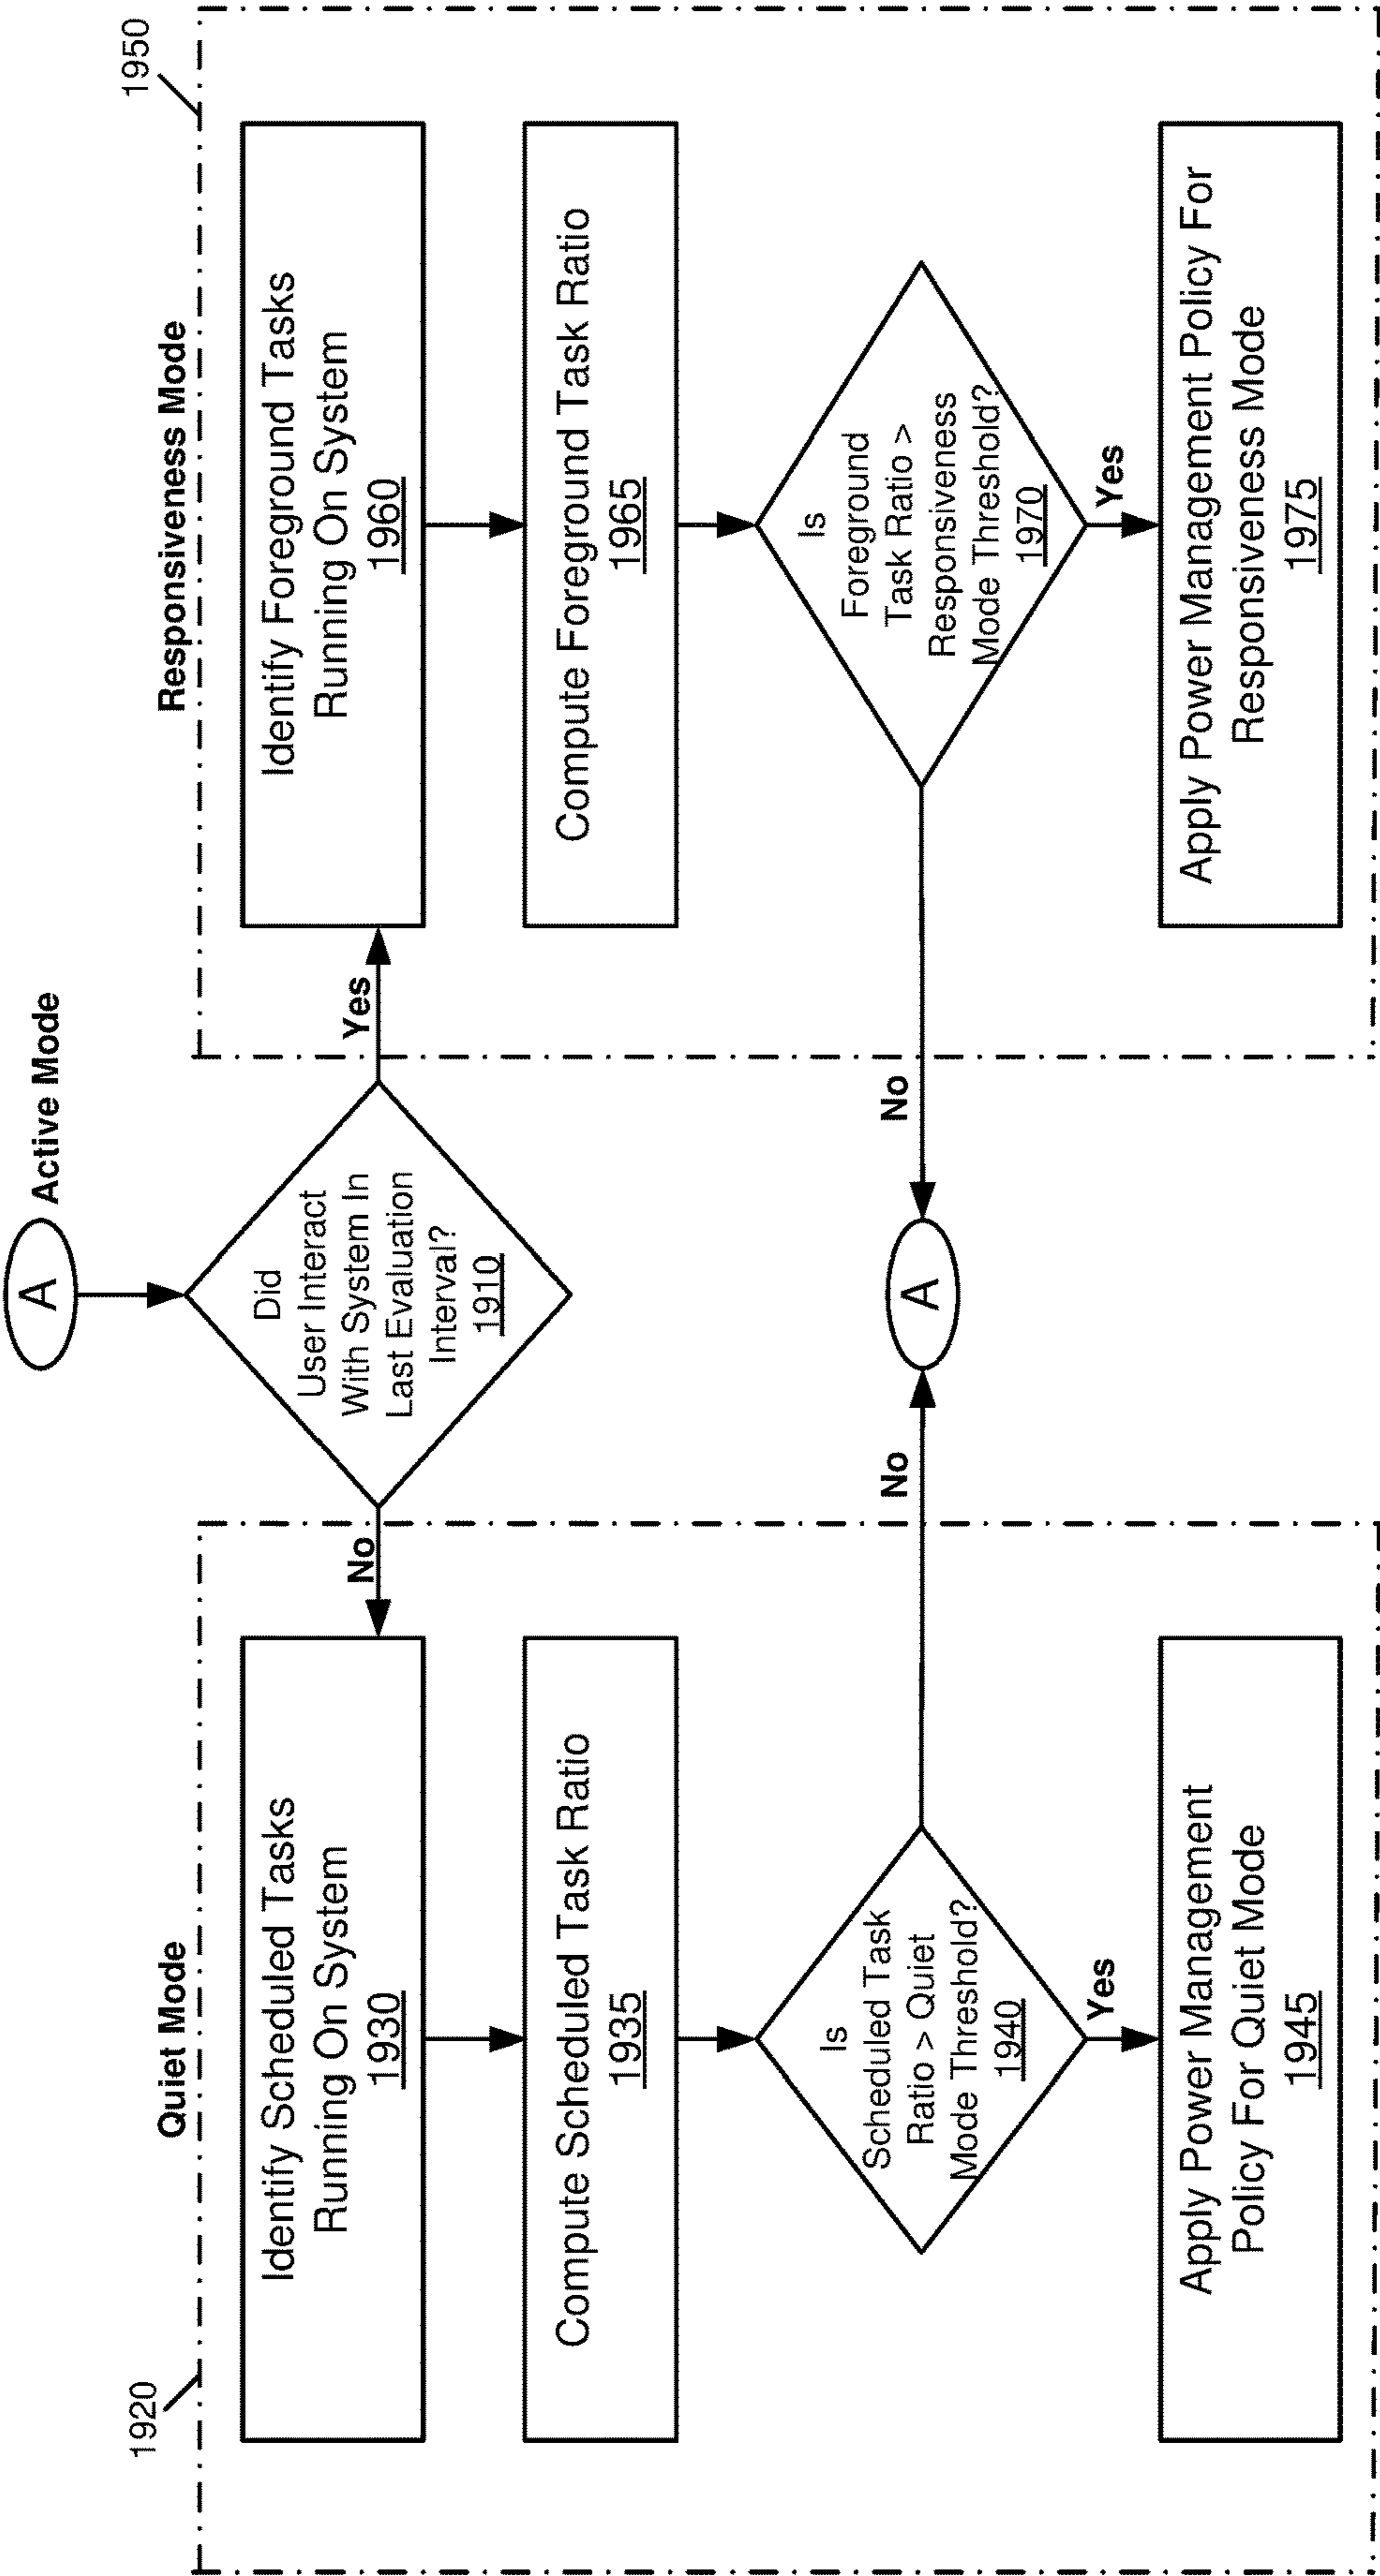 A
Active Mode
Did
User Interact
With System In
Last Evaluation
Interval?
1910
No
Yes
1920
Quiet Mode
Identify Scheduled Tasks
Running On System
1930
Compute Scheduled Task Ratio
1935
Is
Scheduled Task
Ratio > Quiet
Mode Threshold?
1940
No
Yes
Apply Power Management
Policy For Quiet Mode
1945
A
1950
Responsiveness Mode
Identify Foreground Tasks
Running On System
1960
Compute Foreground Task Ratio
1965
Is
Foreground
Task Ratio >
Responsiveness
Mode Threshold?
1970
No
Yes
Apply Power Management Policy For
Responsiveness Mode
1975